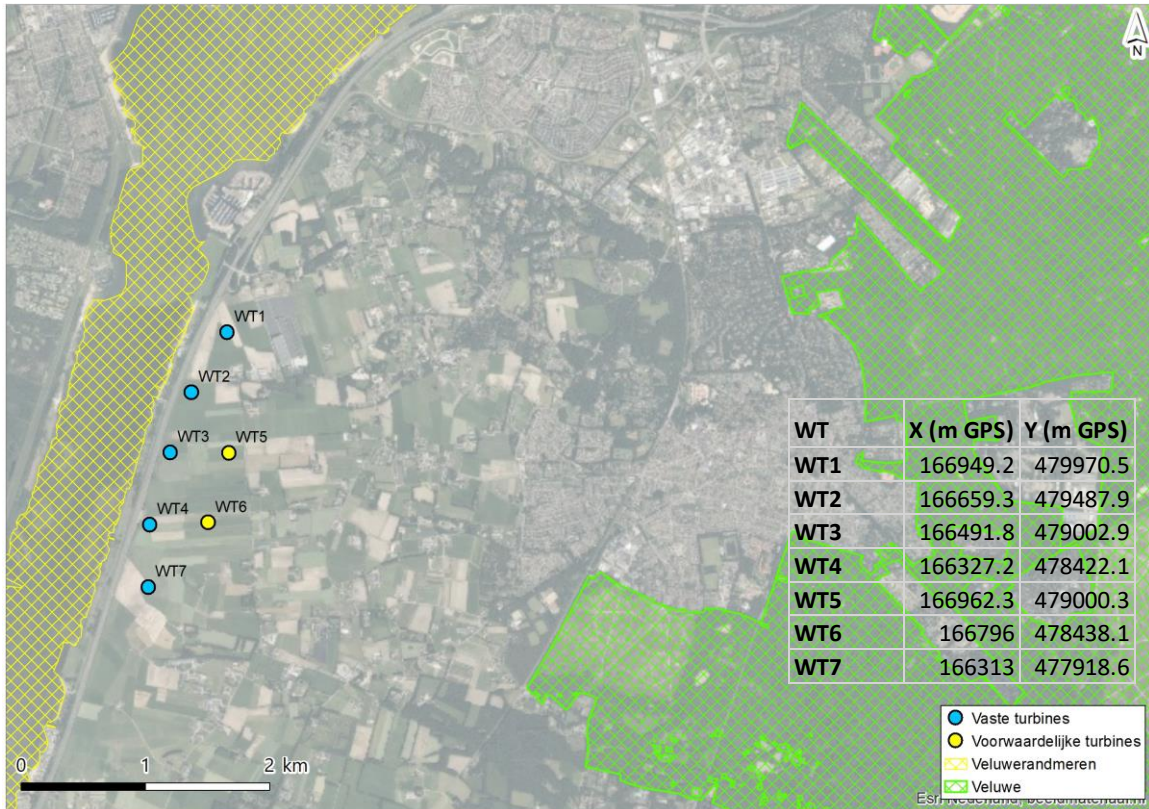 N
WT1
WT2
WT3
WT5
WT4
WT6
WT7
WT X (m GPS) Y (m GPS)
WT1 166949.2 479970.5
WT2 166659.3 479487.9
WT3 166491.8 479002.9
WT4 166327.2 478422.1
WT5 166962.3 479000.3
WT6 166796 478438.1
WT7 166313 477918.6
Vaste turbines
Voorwaardelijke turbines
Veluwerandmeren
Veluwe
0 1 2 km
Esri Nederland, beeldmateriaal.nl